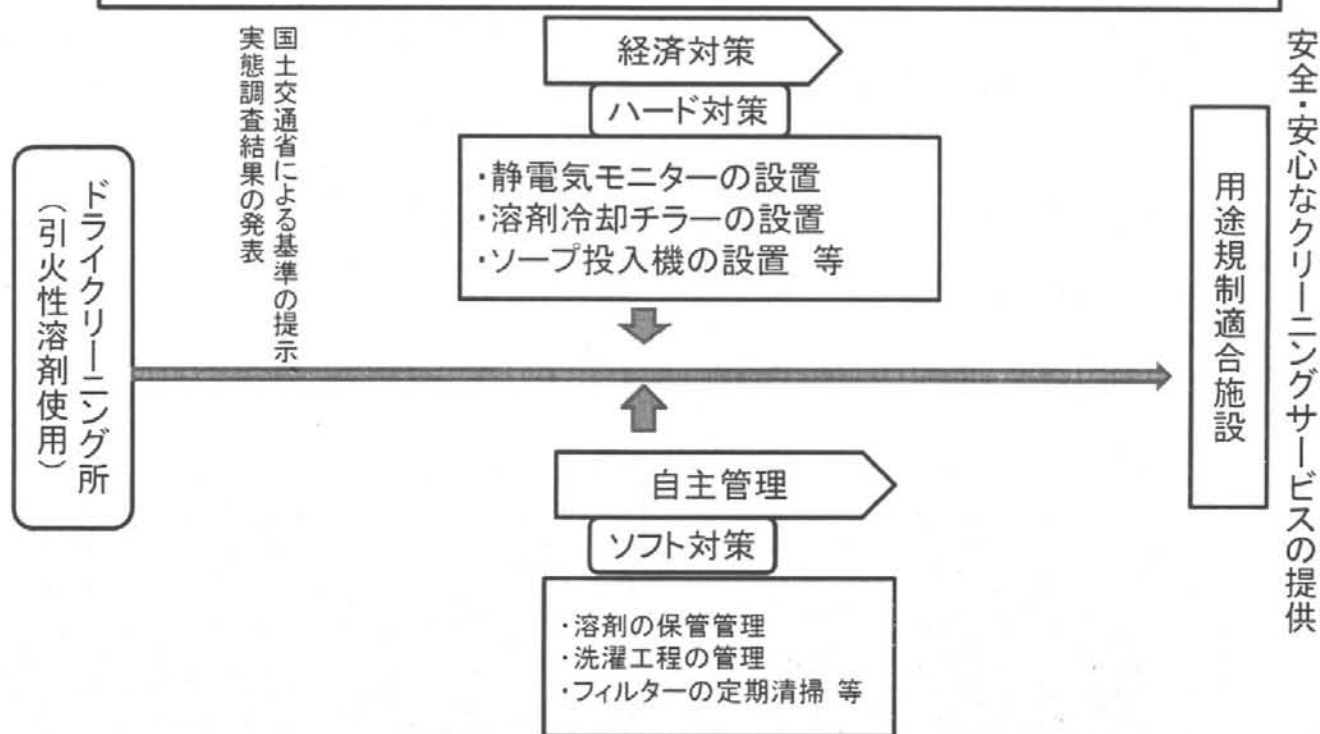 ドライクリーニング所
（引火性溶剤使用）
国土交通省による基準の提示、
実態調査結果の発表
経済対策
ハード対策
・静電気モニターの設置
・溶剤冷却チラーの設置
・ソープ投入機の設置 等
自主管理
ソフト対策
・溶剤の保管管理
・洗濯工程の管理
・フィルターの定期清掃 等
用途規制適合施設
安全・安心なクリーニングサービスの提供